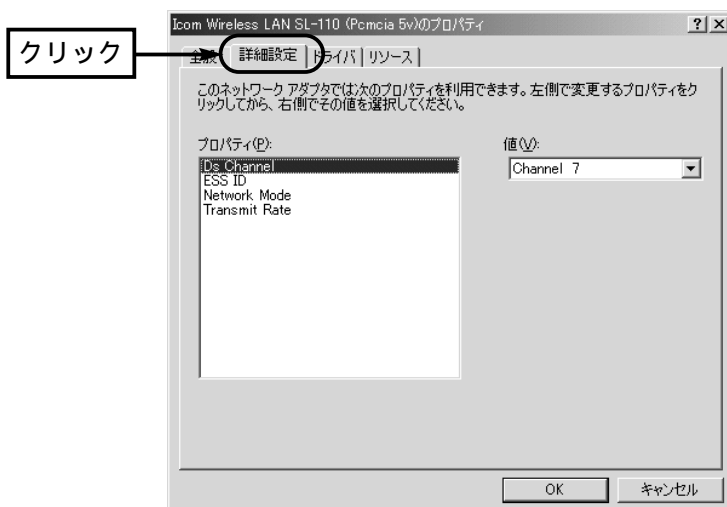 Icom Wireless LAN SL-110 (Pcmcia 5v)のプロパティ
クリック
全般
詳細設定
ドライバ
リソース
このネットワーク アダプタでは次のプロパティを利用できます。左側で変更するプロパティをク
リックしてから、右側でその値を選択してください。
プロパティ(P):
値(V):
Ds Channel
Channel 7
ESS ID
Network Mode
Transmit Rate
OK
キャンセル